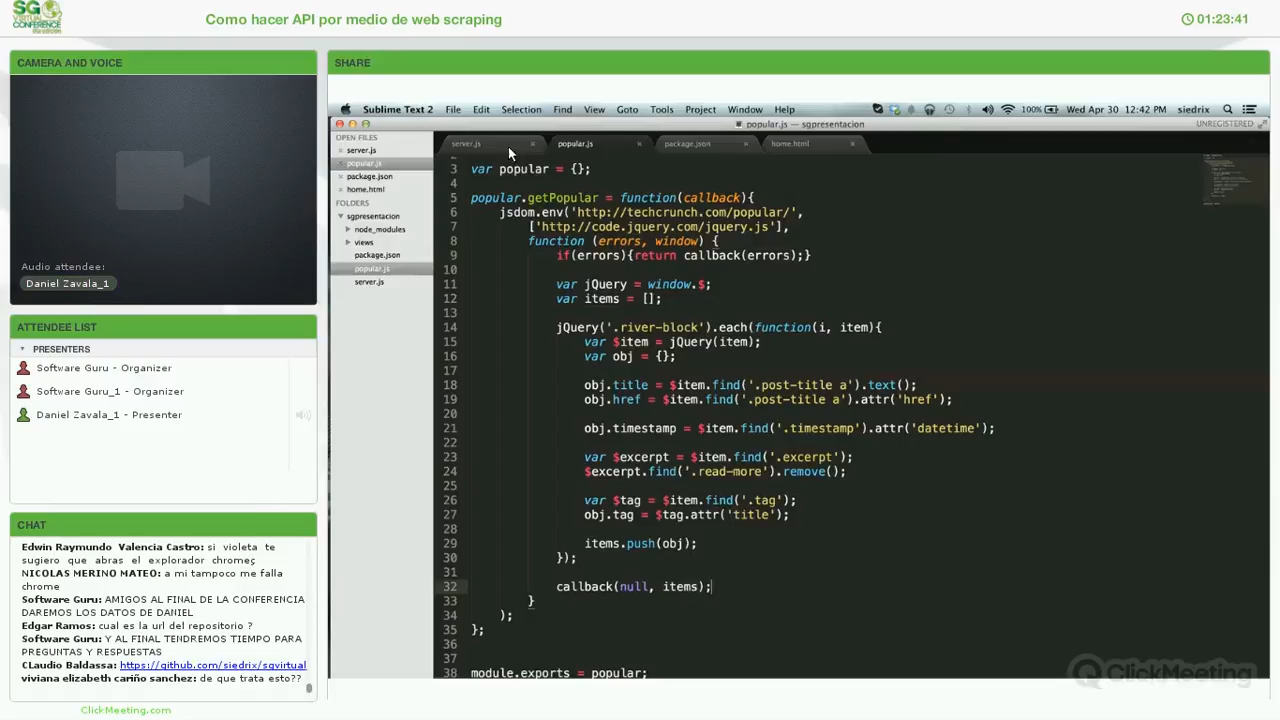 SG
VIRTUAL
CONFERENCE
Como hacer API por medio de web scraping
01:23:41
CAMERA AND VOICE
Audio attendee:
Daniel Zavala_1
ATTENDEE LIST
PRESENTERS
Software Guru - Organizer
Software Guru_1 - Organizer
Daniel Zavala_1 - Presenter
CHAT
Edwin Raymundo Valencia Castro: si violeta te
sugiero que abras el explorador chrome;
NICOLAS MERINO MATEO: a mi tampoco me falla
chrome
Software Guru: AMIGOS AL FINAL DE LA CONFERENCIA
DAREMOS LOS DATOS DE DANIEL
Edgar Ramos: cual es la url del repositorio ?
Software Guru: Y AL FINAL TENDREMOS TIEMPO PARA
PREGUNTAS Y RESPUESTAS
CLaudio Baldassa: https://github.com/siedrix/sgvirtual
viviana elizabeth cariño sanchez: de que trata esto??
ClickMeeting.com
SHARE
Sublime Text 2 File Edit Selection Find View Goto Tools Project Window Help 100% Wed Apr 30 12:42 PM siedrix
popular.js — sgpresentacion
UNREGISTERED
OPEN FILES
server.js
popular.js
package.json
home.html
FOLDERS
sgpresentacion
node_modules
views
package.json
popular.js
server.js
server.js popular.js package.json home.html
2
3 var popular = {};
4
5 popular.getPopular = function(callback){
6 jsdom.env('http://techcrunch.com/popular/',
7 ['http://code.jquery.com/jquery.js'],
8 function (errors, window) {
9 if(errors){return callback(errors);}
10
11 var jQuery = window.$;
12 var items = [];
13
14 jQuery('.river-block').each(function(i, item){
15 var $item = jQuery(item);
16 var obj = {};
17
18 obj.title = $item.find('.post-title a').text();
19 obj.href = $item.find('.post-title a').attr('href');
20
21 obj.timestamp = $item.find('.timestamp').attr('datetime');
22
23 var $excerpt = $item.find('.excerpt');
24 $excerpt.find('.read-more').remove();
25
26 var $tag = $item.find('.tag');
27 obj.tag = $tag.attr('title');
28
29 items.push(obj);
30 });
31
32 callback(null, items);
33 }
34 );
35 };
36
37
38 module.exports = popular;
ClickMeeting